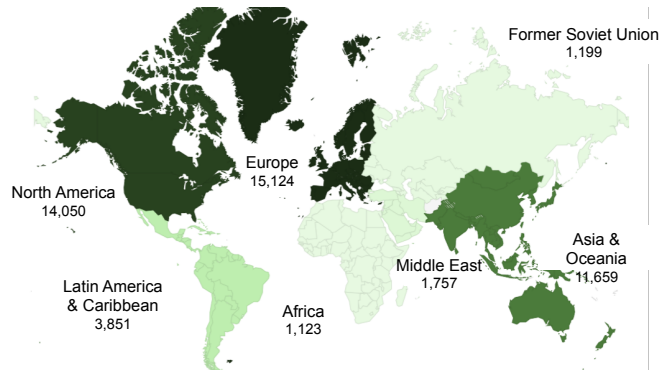 Former Soviet Union
1,199
Europe
15,124
North America
14,050
Asia &
Oceania
11,659
Middle East
1,757
Latin America
& Caribbean
3,851
Africa
1,123